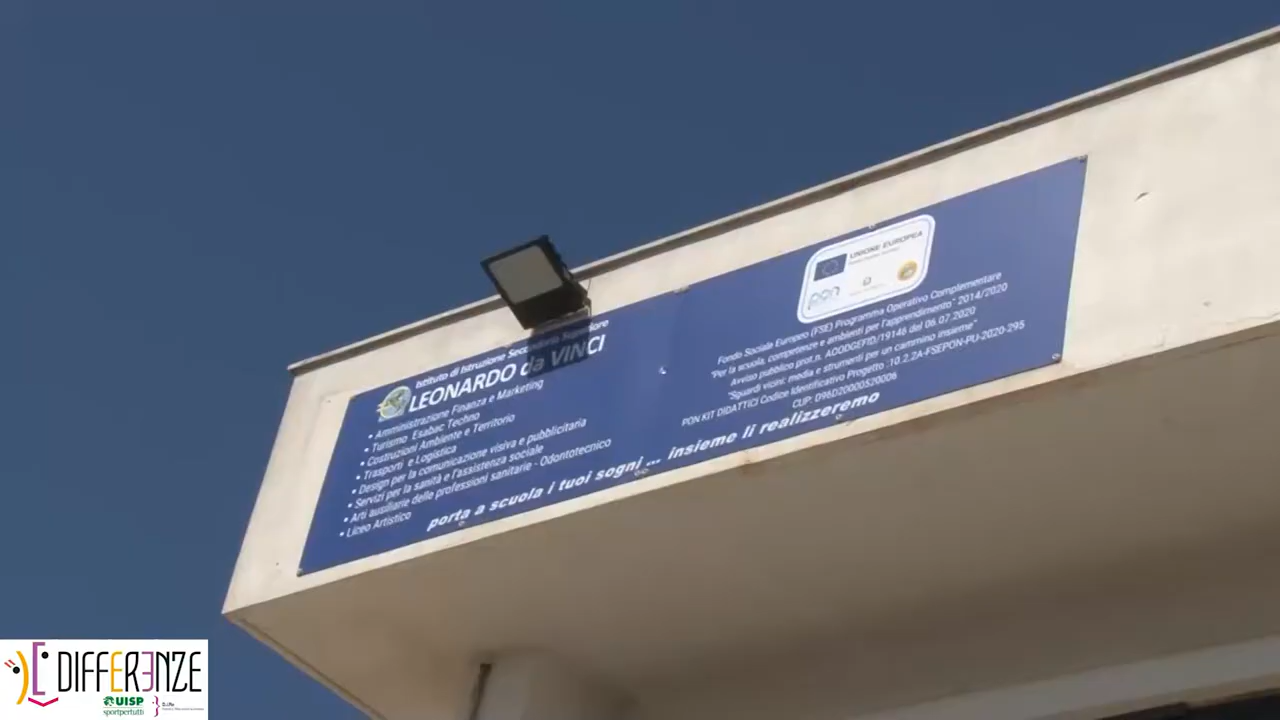 Istituto di Istruzione Secondaria Superiore
LEONARDO da VINCI
• Amministrazione Finanza e Marketing
• Turismo Esabac Techno
• Costruzioni Ambiente e Territorio
• Trasporti e Logistica
• Design per la comunicazione visiva e pubblicitaria
• Servizi per la sanità e l'assistenza sociale
• Arti ausiliarie delle professioni sanitarie - Odontotecnico
• Liceo Artistico
UNIONE EUROPEA
pon
Fondo Sociale Europeo (FSE) Programma Operativo Complementare
"Per la scuola, competenze e ambienti per l'apprendimento" 2014/2020
Avviso pubblico prot.n. AOODGEFID/19146 del 06.07.2020
"Sguardi vicini: media e strumenti per un cammino insieme"
PON KIT DIDATTICI Codice Identificativo Progetto :10.2.2A-FSEPON-PU-2020-295
CUP: D96D20000520006
porta a scuola i tuoi sogni ... insieme li realizzeremo
DIFFERENZE
UISP
sportpertutti